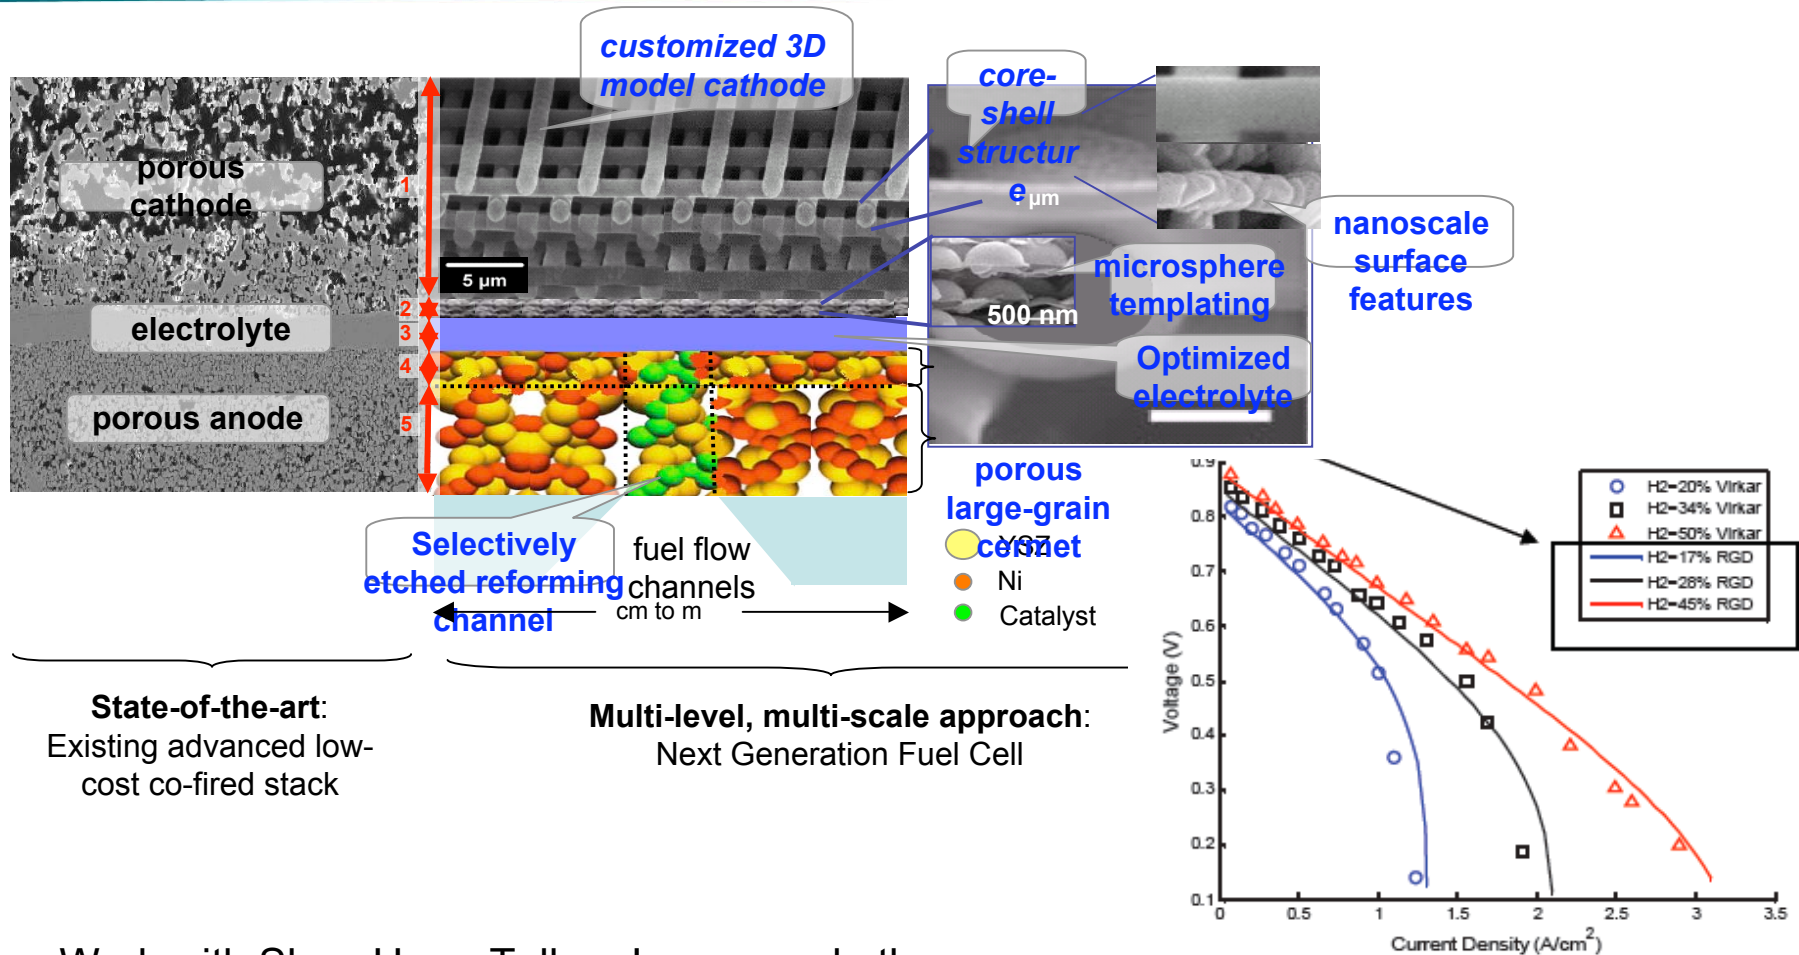 customized 3D
model cathode
core-
shell
structur
e
1 µm
porous
cathode
1
5 µm
nanoscale
surface
features
microsphere
templating
500 nm
2
electrolyte
3
Optimized
electrolyte
4
porous anode
5
porous
large-grain
cermet
YSZ
Ni
Catalyst
Selectively
etched reforming
channel
fuel flow
channels
cm to m
State-of-the-art:
Existing advanced low-
cost co-fired stack
Multi-level, multi-scale approach:
Next Generation Fuel Cell
H2=20% Virkar
H2=34% Virkar
H2=50% Virkar
H2=17% RGD
H2=28% RGD
H2=45% RGD
0.9
0.8
0.7
0.6
0.5
0.4
0.3
0.2
0.1
Voltage (V)
0 0.5 1 1.5 2 2.5 3 3.5
Current Density (A/cm2)